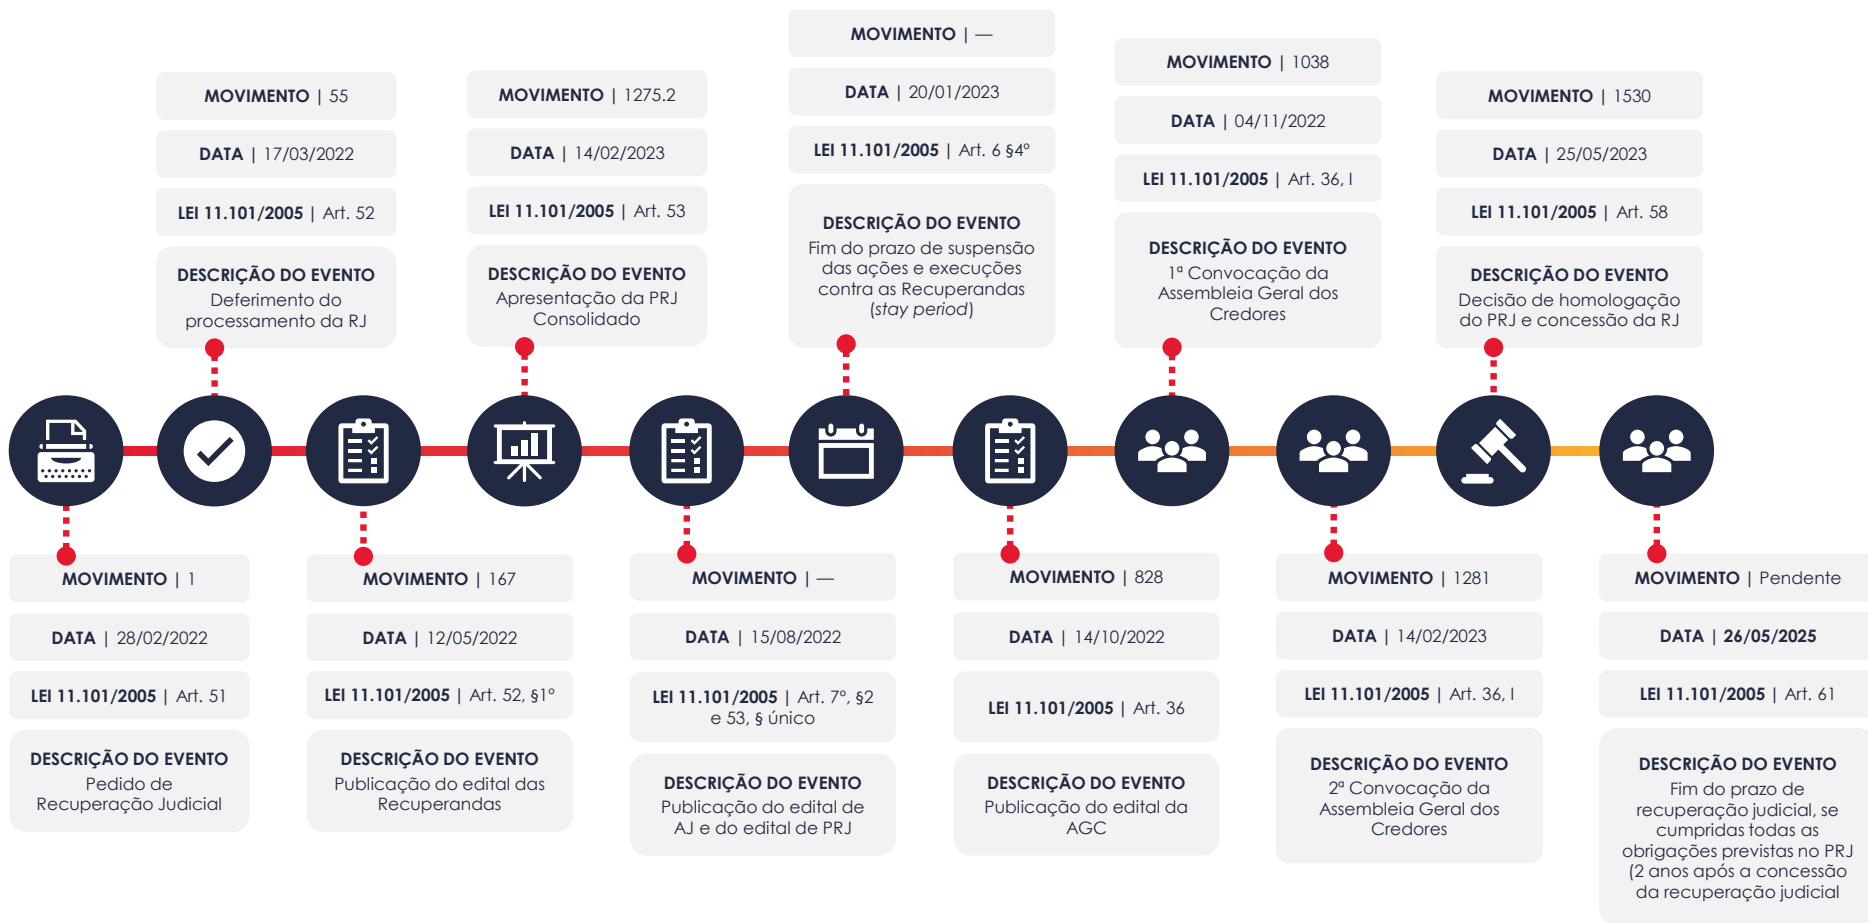 MOVIMENTO | 1
DATA | 28/02/2022
LEI 11.101/2005 | Art. 51
DESCRIÇÃO DO EVENTO
Pedido de
Recuperação Judicial
MOVIMENTO | 55
DATA | 17/03/2022
LEI 11.101/2005 | Art. 52
DESCRIÇÃO DO EVENTO
Deferimento do
processamento da RJ
MOVIMENTO | 167
DATA | 12/05/2022
LEI 11.101/2005 | Art. 52, §1º
DESCRIÇÃO DO EVENTO
Publicação do edital das
Recuperandas
MOVIMENTO | 1275.2
DATA | 14/02/2023
LEI 11.101/2005 | Art. 53
DESCRIÇÃO DO EVENTO
Apresentação da PRJ
Consolidado
MOVIMENTO | —
DATA | 15/08/2022
LEI 11.101/2005 | Art. 7º, §2
e 53, § único
DESCRIÇÃO DO EVENTO
Publicação do edital de
AJ e do edital de PRJ
MOVIMENTO | —
DATA | 20/01/2023
LEI 11.101/2005 | Art. 6 §4º
DESCRIÇÃO DO EVENTO
Fim do prazo de suspensão
das ações e execuções
contra as Recuperandas
(stay period)
MOVIMENTO | 828
DATA | 14/10/2022
LEI 11.101/2005 | Art. 36
DESCRIÇÃO DO EVENTO
Publicação do edital da
AGC
MOVIMENTO | 1038
DATA | 04/11/2022
LEI 11.101/2005 | Art. 36, I
DESCRIÇÃO DO EVENTO
1ª Convocação da
Assembleia Geral dos
Credores
MOVIMENTO | 1281
DATA | 14/02/2023
LEI 11.101/2005 | Art. 36, I
DESCRIÇÃO DO EVENTO
2ª Convocação da
Assembleia Geral dos
Credores
MOVIMENTO | 1530
DATA | 25/05/2023
LEI 11.101/2005 | Art. 58
DESCRIÇÃO DO EVENTO
Decisão de homologação
do PRJ e concessão da RJ
MOVIMENTO | Pendente
DATA | 26/05/2025
LEI 11.101/2005 | Art. 61
DESCRIÇÃO DO EVENTO
Fim do prazo de
recuperação judicial, se
cumpridas todas as
obrigações previstas no PRJ
(2 anos após a concessão
da recuperação judicial